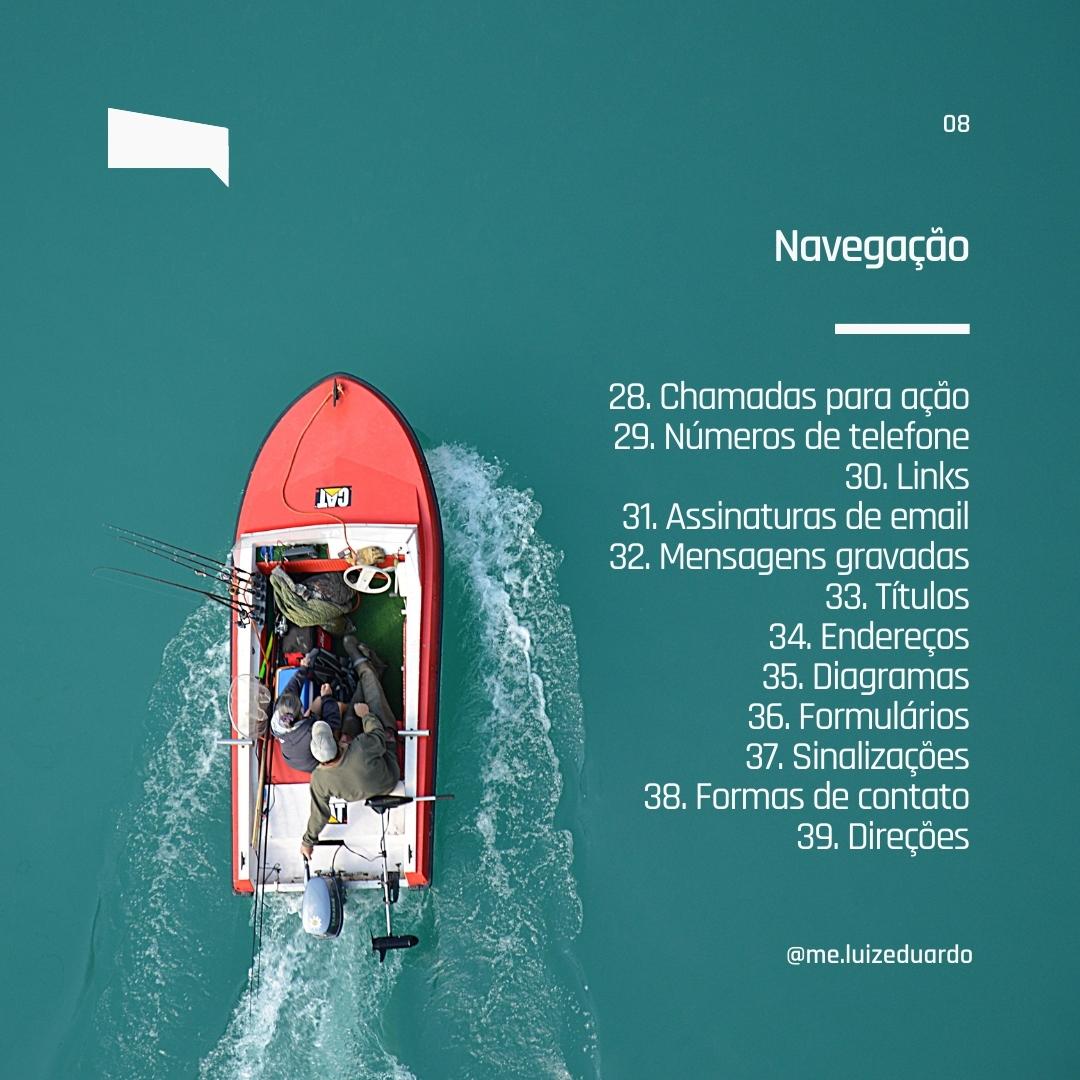 08
Navegação
28. Chamadas para ação
29. Números de telefone
30. Links
31. Assinaturas de email
32. Mensagens gravadas
33. Títulos
34. Endereços
35. Diagramas
36. Formulários
37. Sinalizações
38. Formas de contato
39. Direções
CAT
@me.luizeduardo